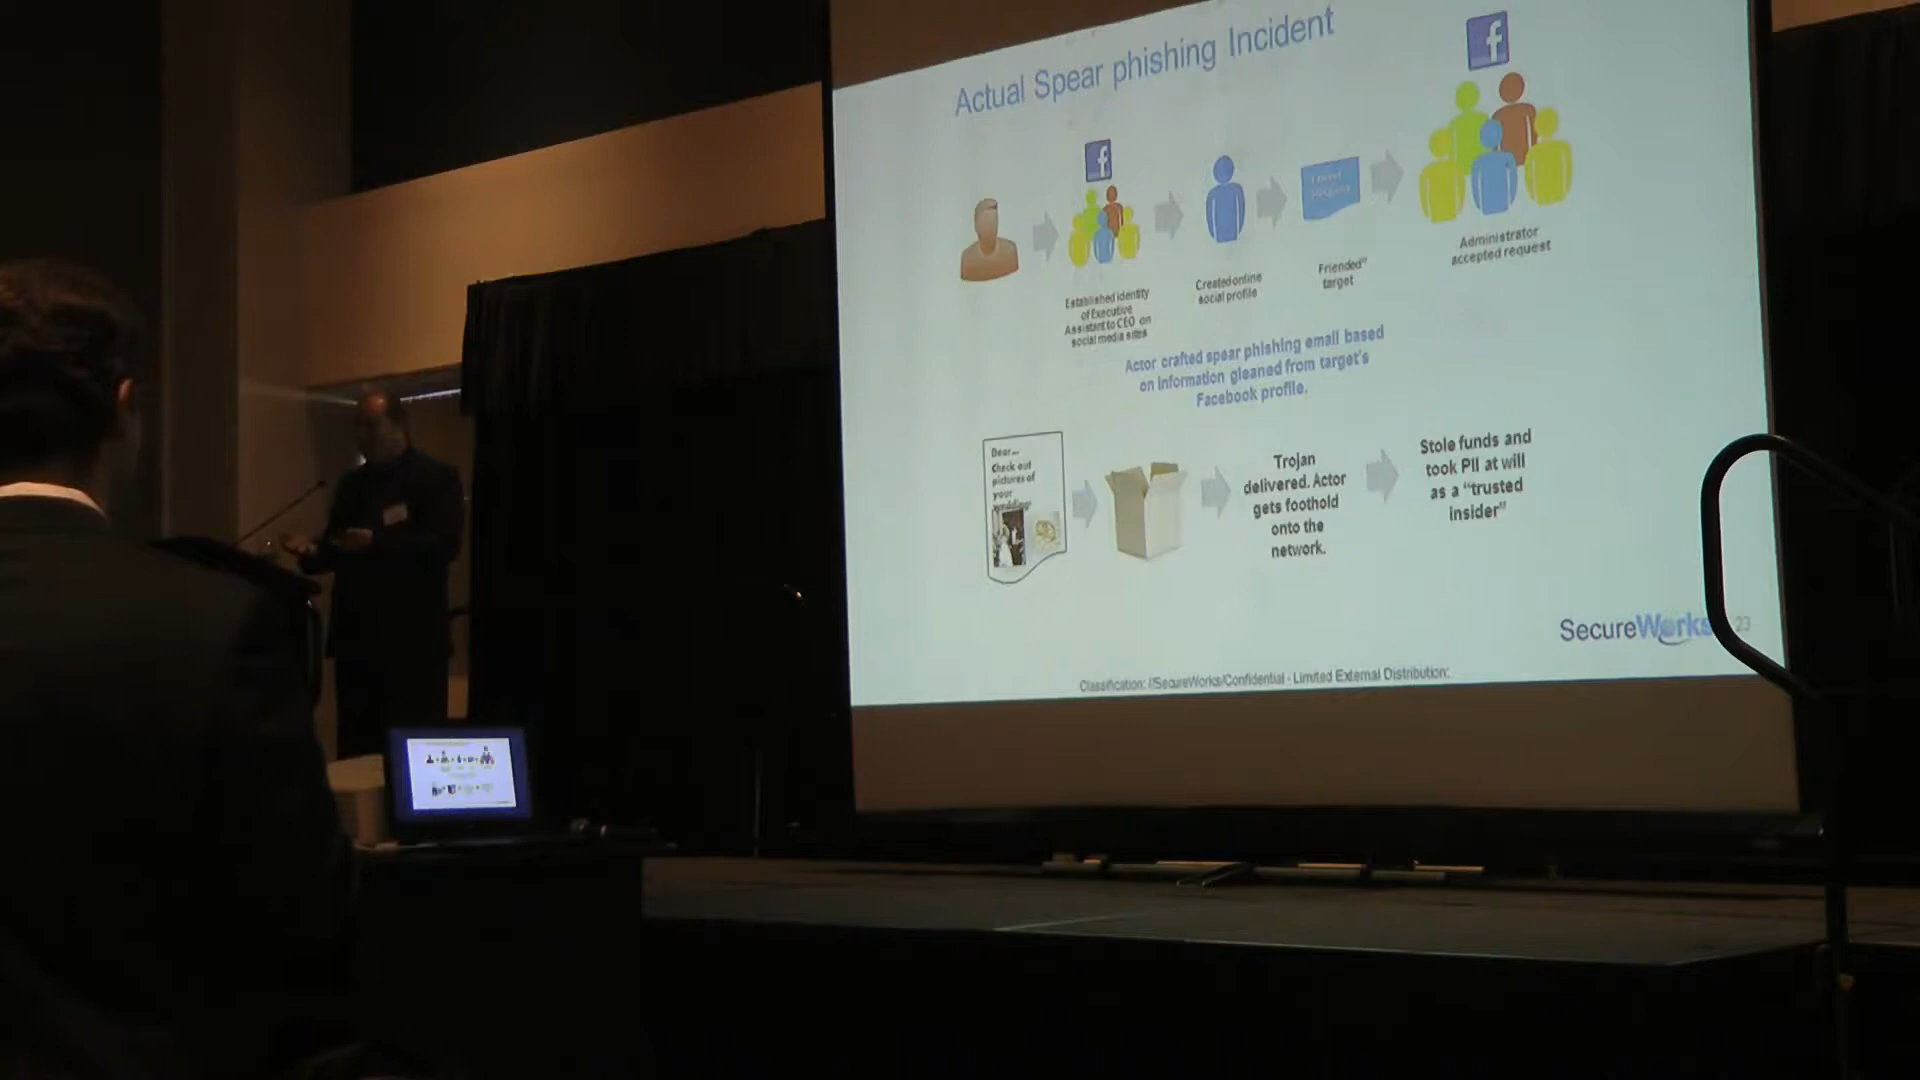 Actual Spear phishing Incident
f
f
Established identity
of Executive
Assistant to CEO on
social media sites
Created online
social profile
Friended"
target
Administrator
accepted request
Actor crafted spear phishing email based
on information gleaned from target's
Facebook profile.
Dear...
Check out
pictures of
your
wedding
Trojan
delivered. Actor
gets foothold
onto the
network.
Stole funds and
took PII at will
as a "trusted
insider"
SecureWorks
23
Classification: //SecureWorks/Confidential - Limited External Distribution: